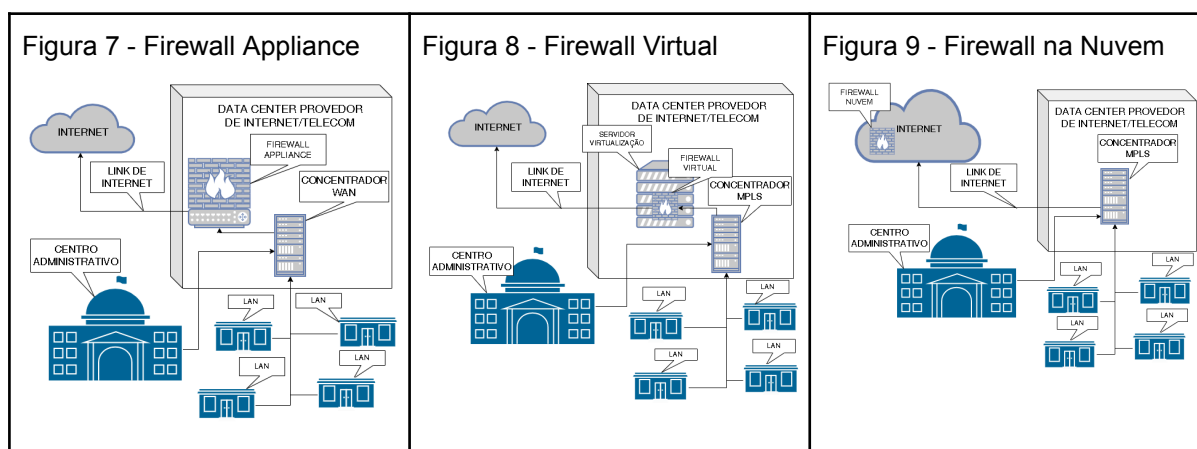 Figura 7 - Firewall Appliance
DATA CENTER PROVEDOR
DE INTERNET/TELECOM
INTERNET
FIREWALL
APPLIANCE
LINK DE
INTERNET
CONCENTRADOR
WAN
CENTRO
ADMINISTRATIVO
LAN
LAN
LAN
LAN
Figura 8 - Firewall Virtual
DATA CENTER PROVEDOR
DE INTERNET/TELECOM
INTERNET
SERVIDOR
VIRTUALIZAÇÃO
FIREWALL
VIRTUAL
LINK DE
INTERNET
CONCENTRADOR
MPLS
CENTRO
ADMINISTRATIVO
LAN
LAN
LAN
LAN
Figura 9 - Firewall na Nuvem
FIREWALL
NUVEM
INTERNET
DATA CENTER PROVEDOR
DE INTERNET/TELECOM
CONCENTRADOR
MPLS
LINK DE
INTERNET
CENTRO
ADMINISTRATIVO
LAN
LAN
LAN
LAN